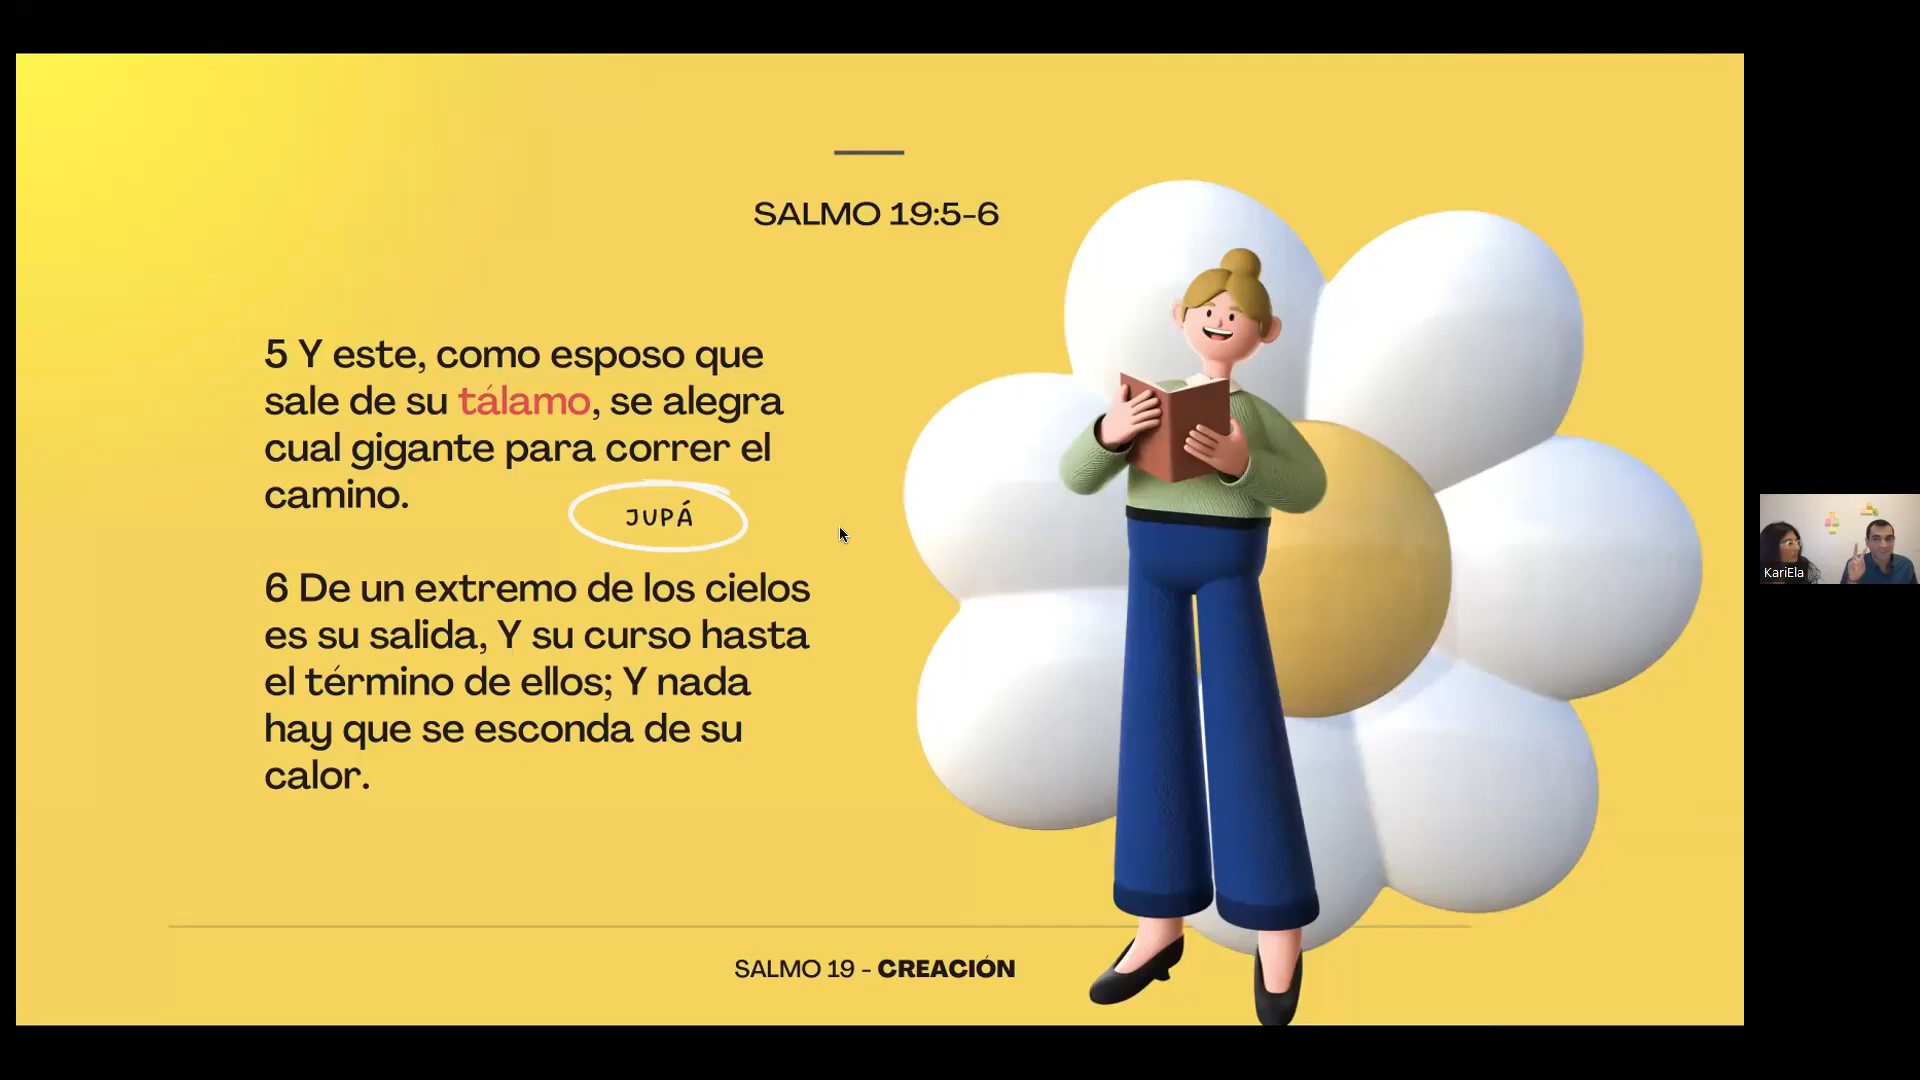 SALMO 19:5-6
5 Y este, como esposo que
sale de su tálamo, se alegra
cual gigante para correr el
camino.
JUPÁ
6 De un extremo de los cielos
es su salida, Y su curso hasta
el término de ellos; Y nada
hay que se esconda de su
calor.
SALMO 19 - CREACIÓN
KariEla